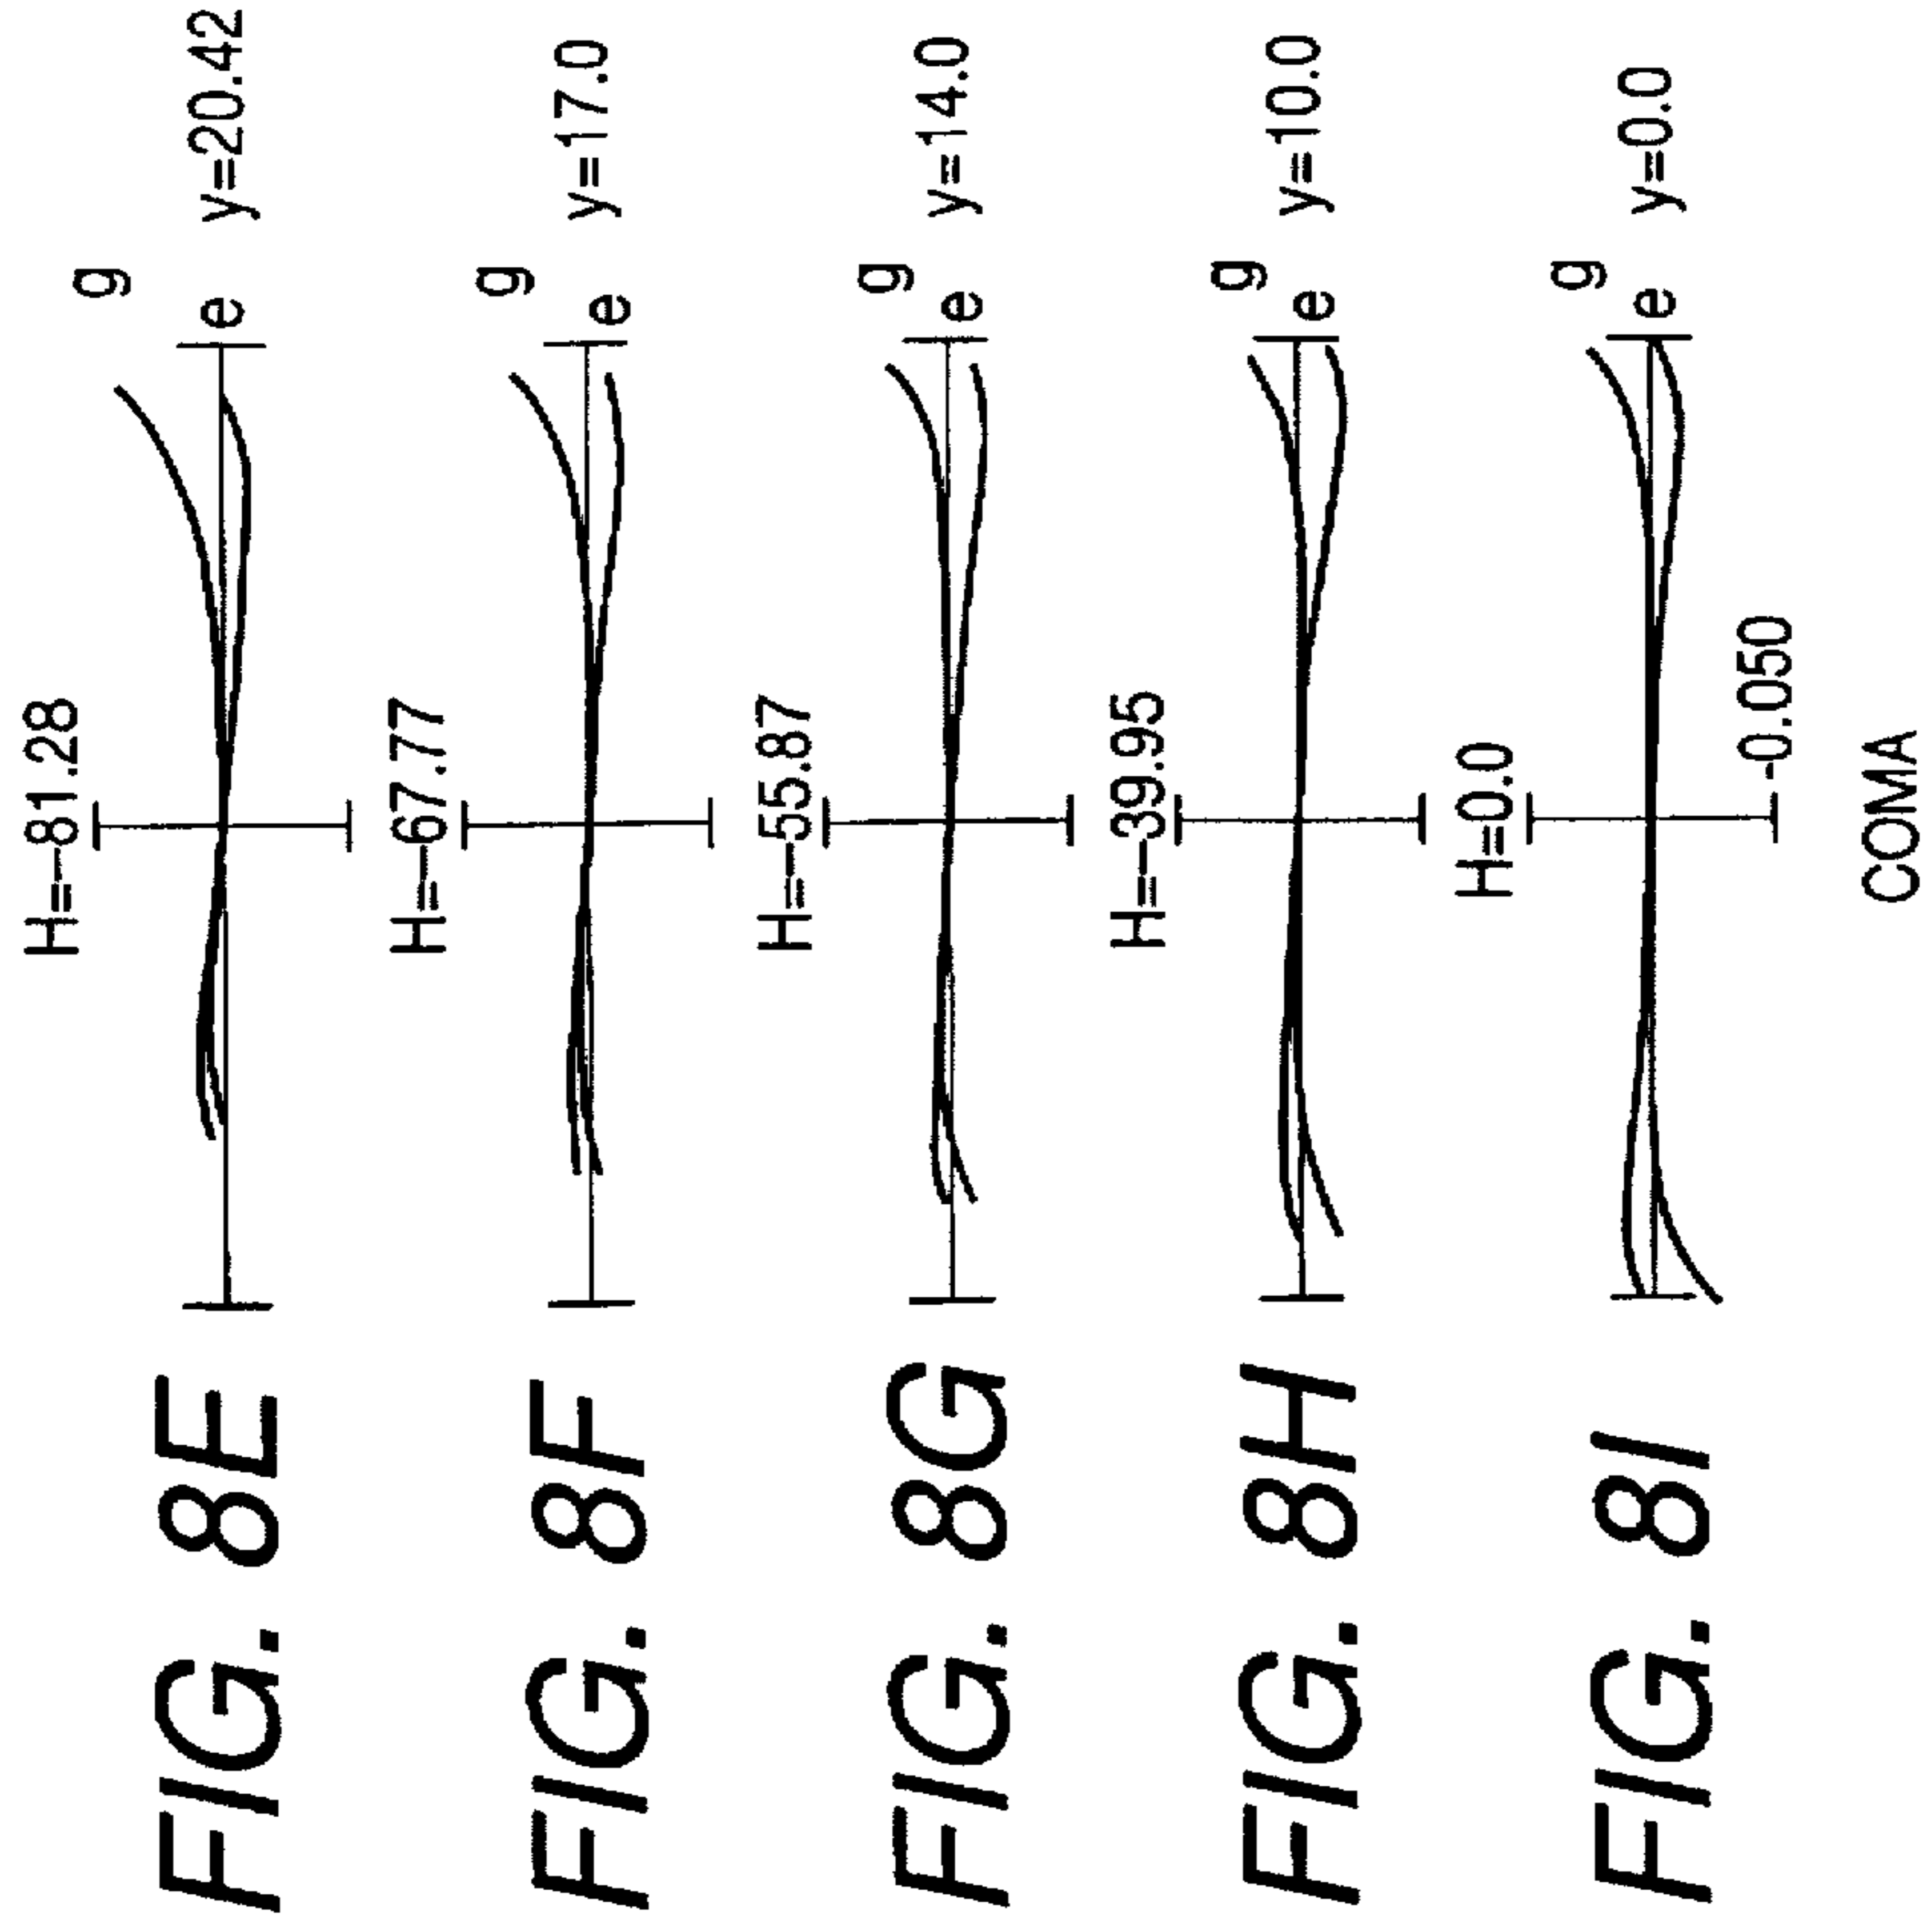 H=-81.28
g
e
y=20.42
FIG. 8E
H=-67.77
g
e
y=17.0
FIG. 8F
H=-55.87
g
e
y=14.0
FIG. 8G
H=-39.95
g
e
y=10.0
FIG. 8H
H=0.0
g
e
y=0.0
FIG. 8I
-0.050
COMA